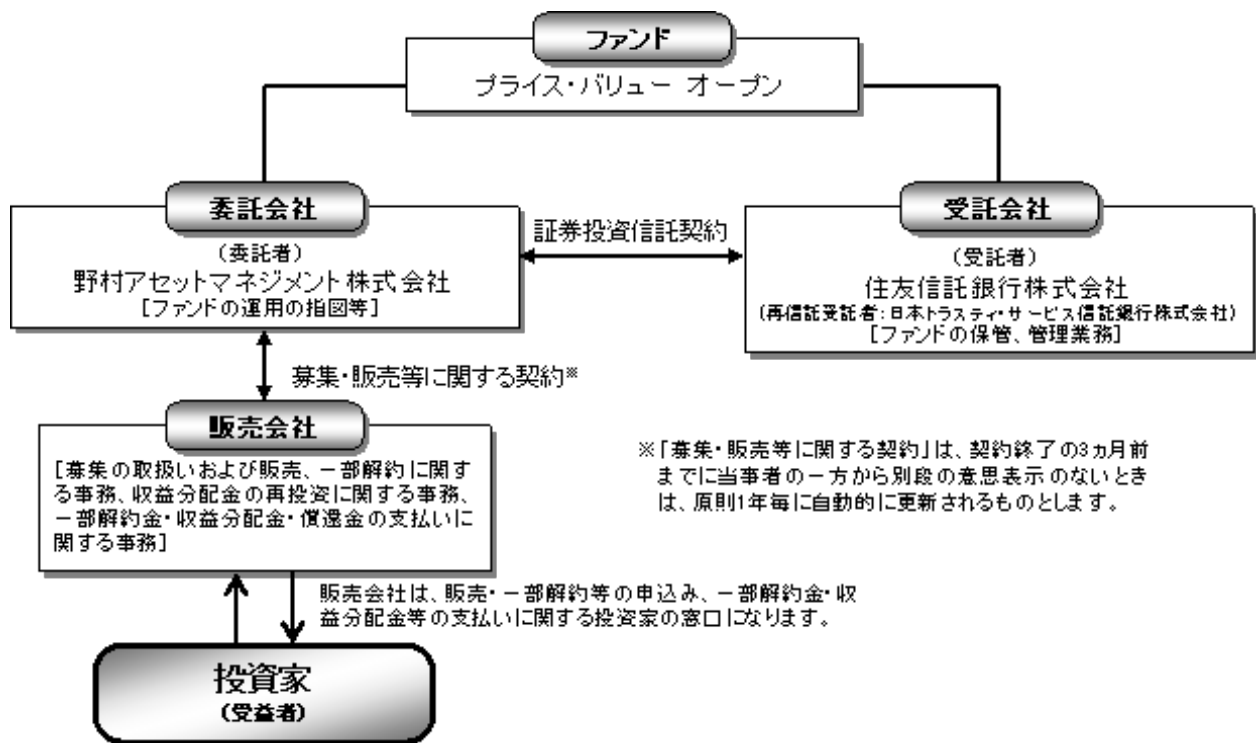 ファンド
プライス・バリュー オープン
委託会社
(委託者)
野村アセットマネジメント株式会社
[ファンドの運用の指図等]
証券投資信託契約
受託会社
(受託者)
住友信託銀行株式会社
(再信託受託者:日本トラスティ・サービス信託銀行株式会社)
[ファンドの保管、管理業務]
募集・販売等に関する契約※
販売会社
[募集の取扱いおよび販売、一部解約に関す
る事務、収益分配金の再投資に関する事務、
一部解約金・収益分配金・償還金の支払いに
関する事務]
※「募集・販売等に関する契約」は、契約終了の3ヵ月前
までに当事者の一方から別段の意思表示のないとき
は、原則1年毎に自動的に更新されるものとします。
販売会社は、販売・一部解約等の申込み、一部解約金・収
益分配金等の支払いに関する投資家の窓口になります。
投資家
(受益者)